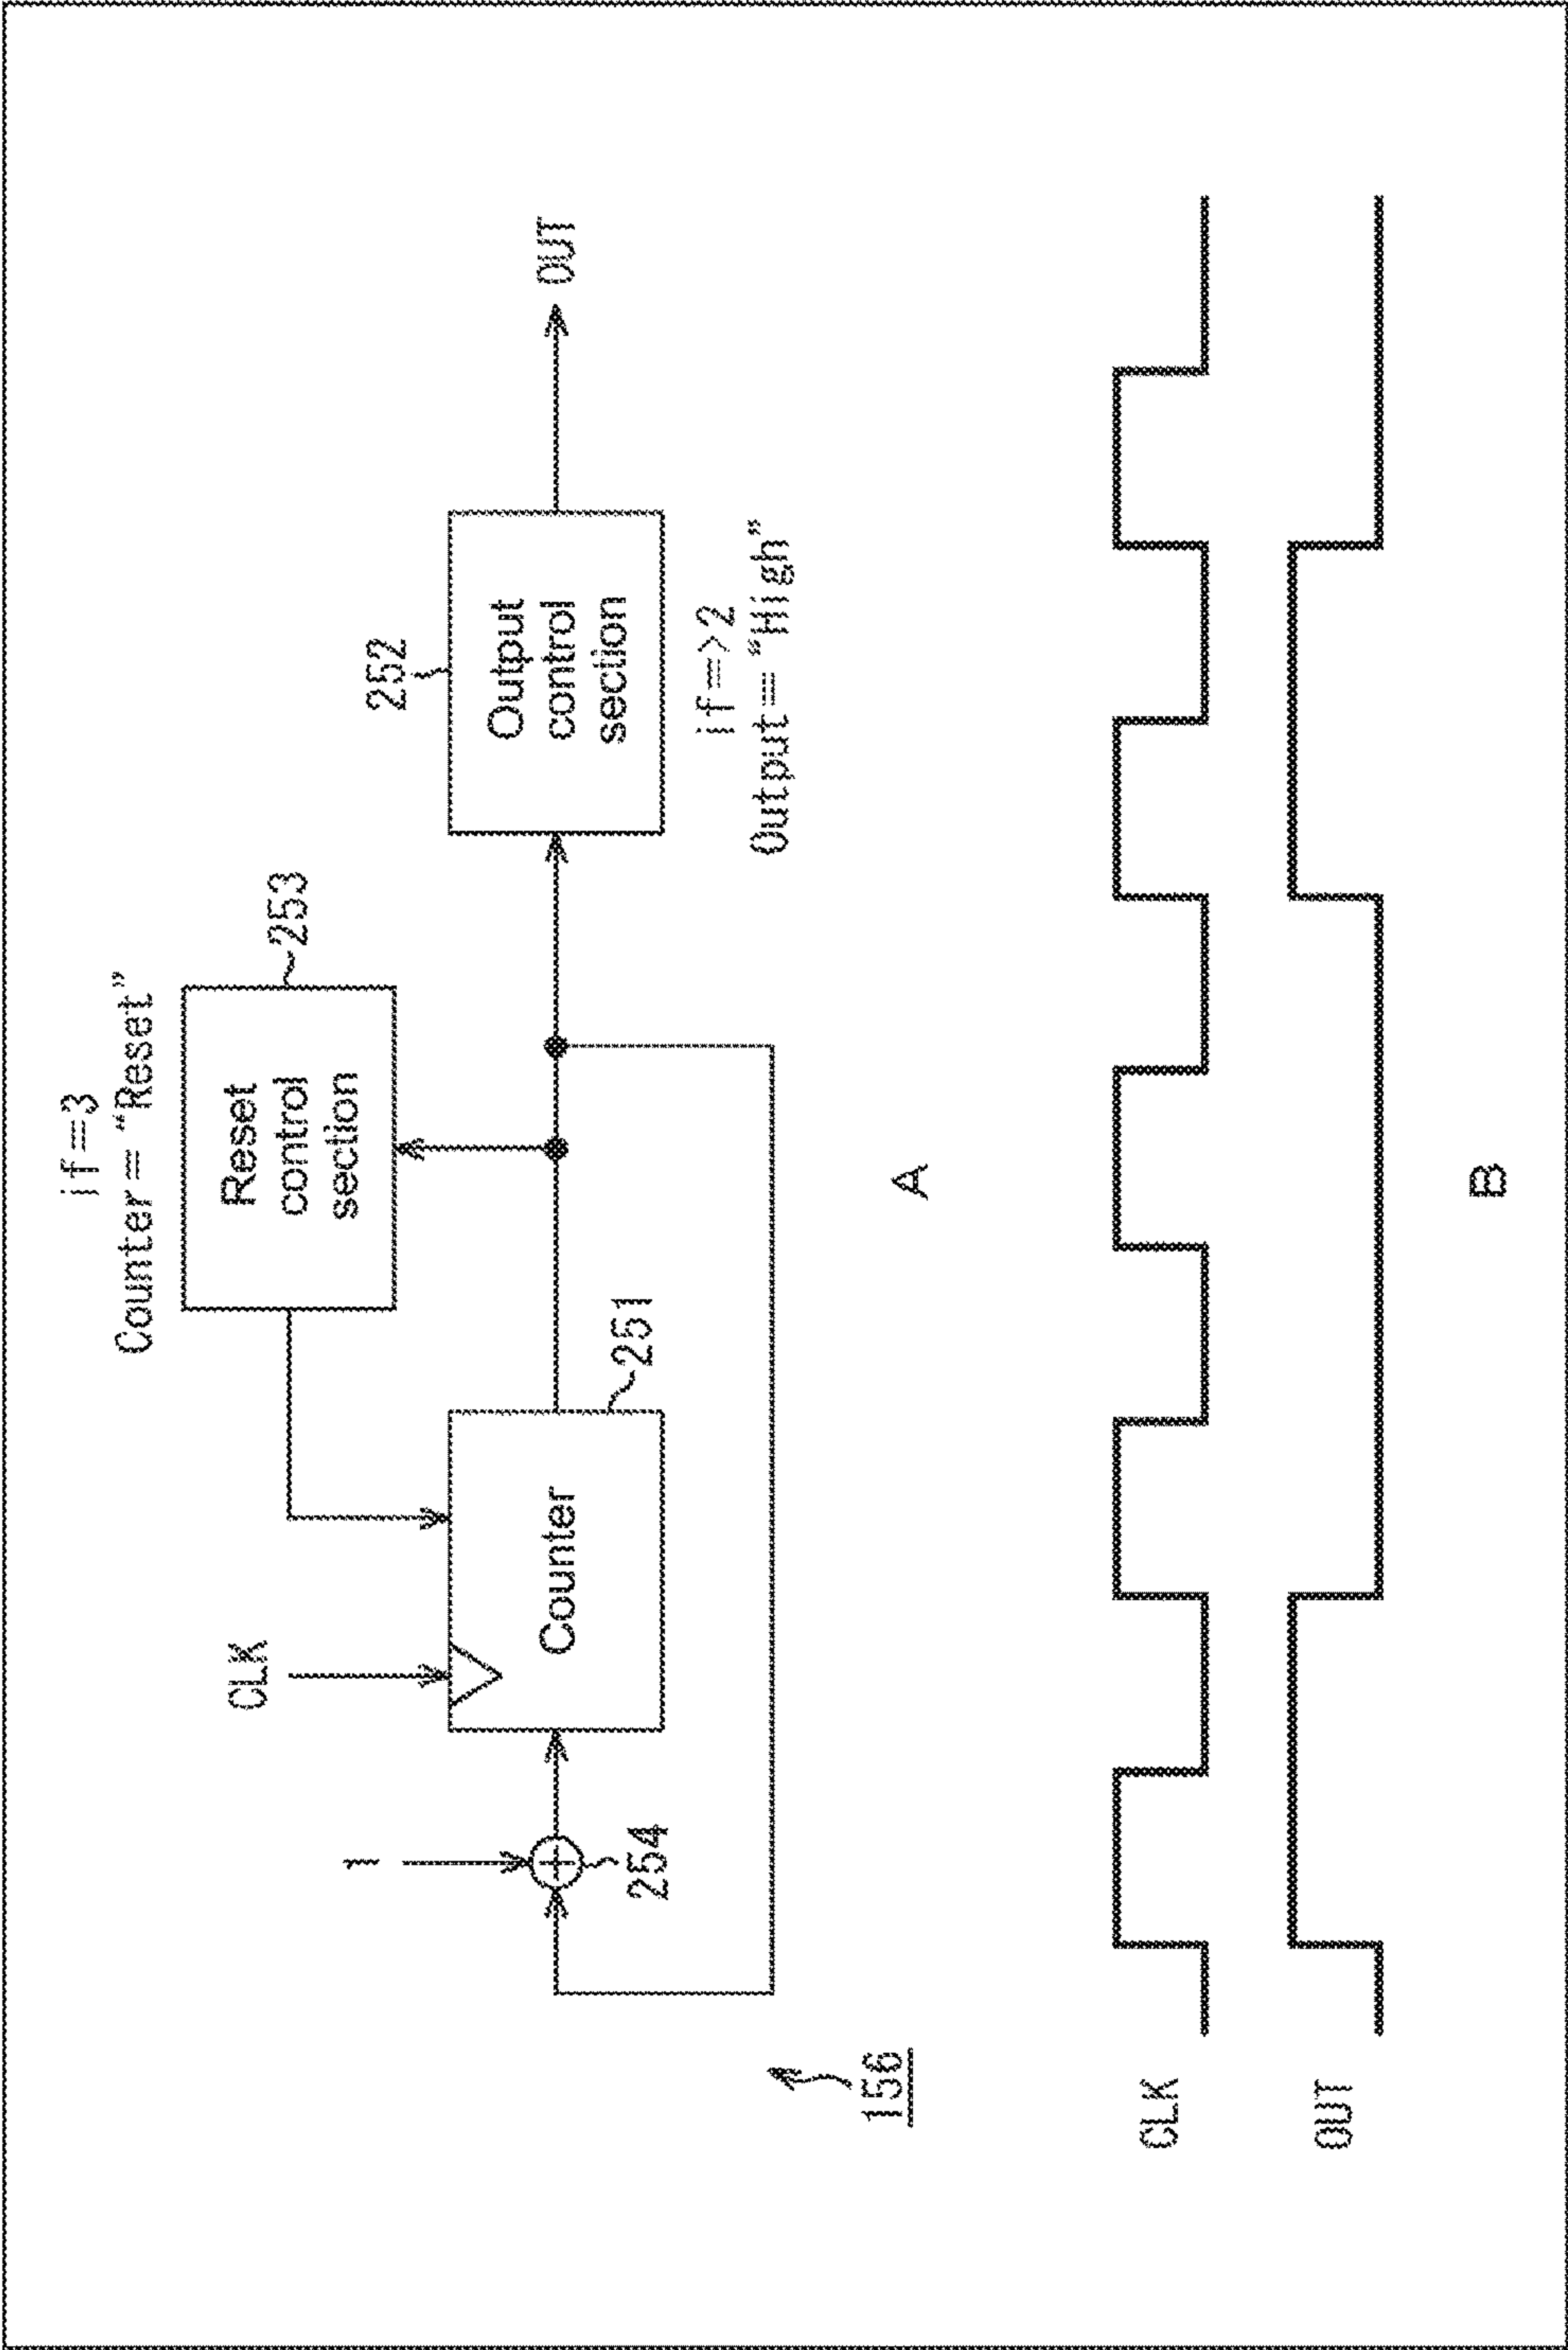 if=3
Counter="Reset"
253
Reset
control
section
CLK
1
254
Counter
251
252
Output
control
section
if=>2
Output="High"
OUT
156
A
CLK
OUT
B